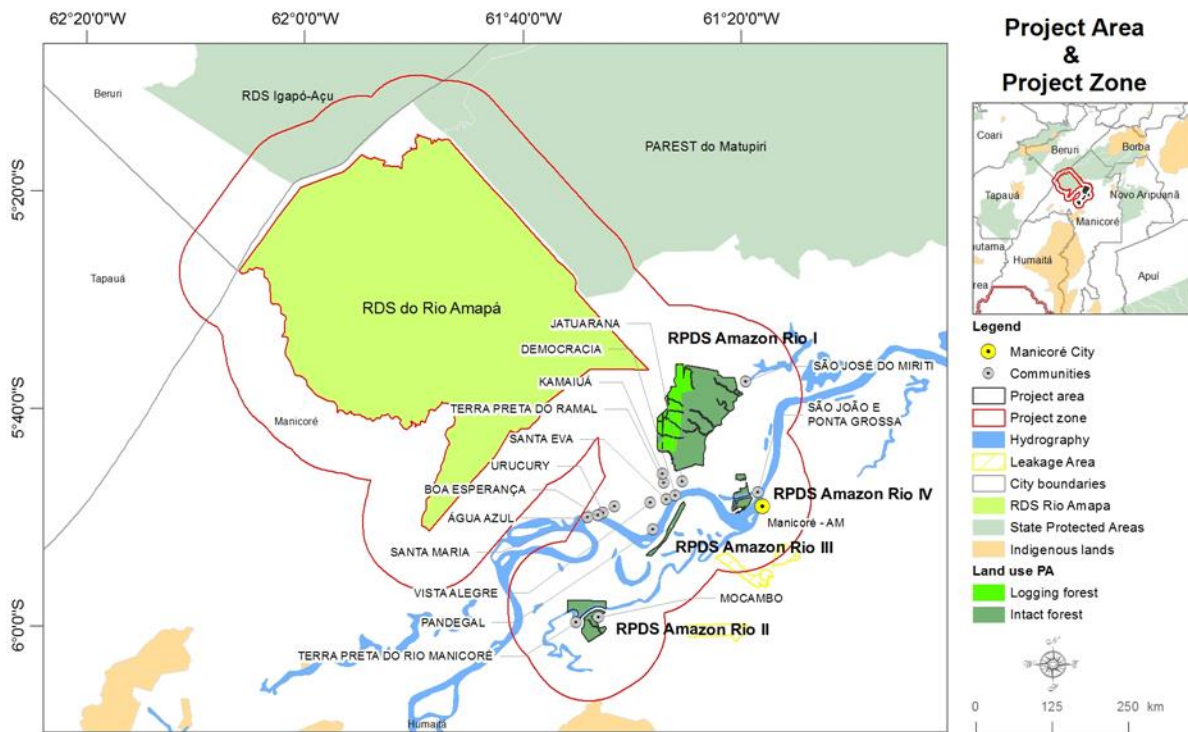 62°20'0"W
62°0'0"W
61°40'0"W
61°20'0"W
5°20'0"S
5°40'0"S
6°0'0"S
Beruri
RDS Igapó-Açu
PAREST do Matupiri
Tapauá
RDS do Rio Amapá
Manicoré
JATUARANA
DEMOCRACIA
KAMAIUÁ
TERRA PRETA DO RAMAL
SANTA EVA
URUCURY
BOA ESPERANÇA
ÁGUA AZUL
SANTA MARIA
VISTA ALEGRE
PANDEGAL
TERRA PRETA DO RIO MANICORÉ
RPDS Amazon Rio I
SÃO JOSÉ DO MIRITI
SÃO JOÃO E
PONTA GROSSA
RPDS Amazon Rio IV
Manicoré - AM
RPDS Amazon Rio III
MOCAMBO
RPDS Amazon Rio II
Humaitá
Project Area
&
Project Zone
Coari
Beruri
Borba
Tapauá
Novo Aripuanã
Manicoré
utama
Humaitá
rea
Apuí
Legend
Manicoré City
Communities
Project area
Project zone
Hydrography
Leakage Area
City boundaries
RDS Rio Amapa
State Protected Areas
Indigenous lands
Land use PA
Logging forest
Intact forest
0 125 250 km